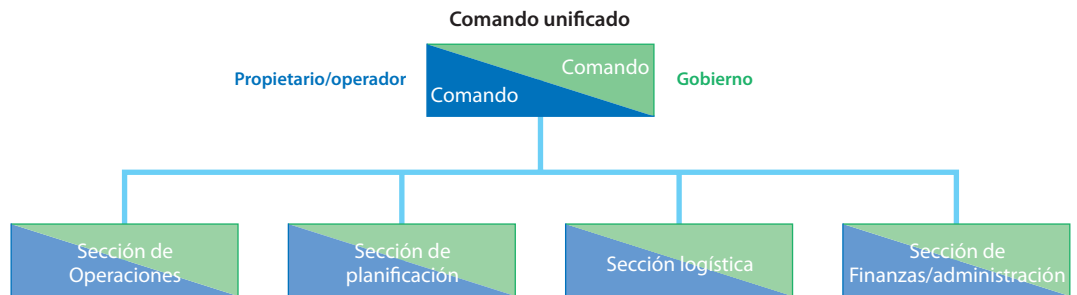 Comando unificado
Propietario/operador
Comando
Comando
Gobierno
Sección de
Operaciones
Sección de
planificación
Sección logística
Sección de
Finanzas/administración